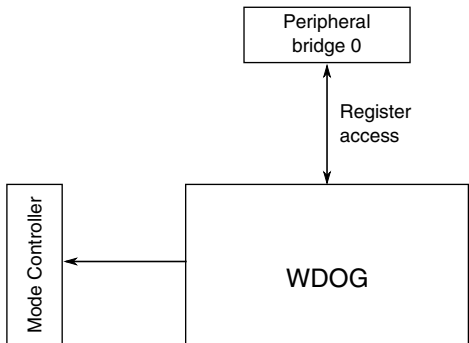 Peripheral
bridge 0
Register
access
Mode Controller
WDOG